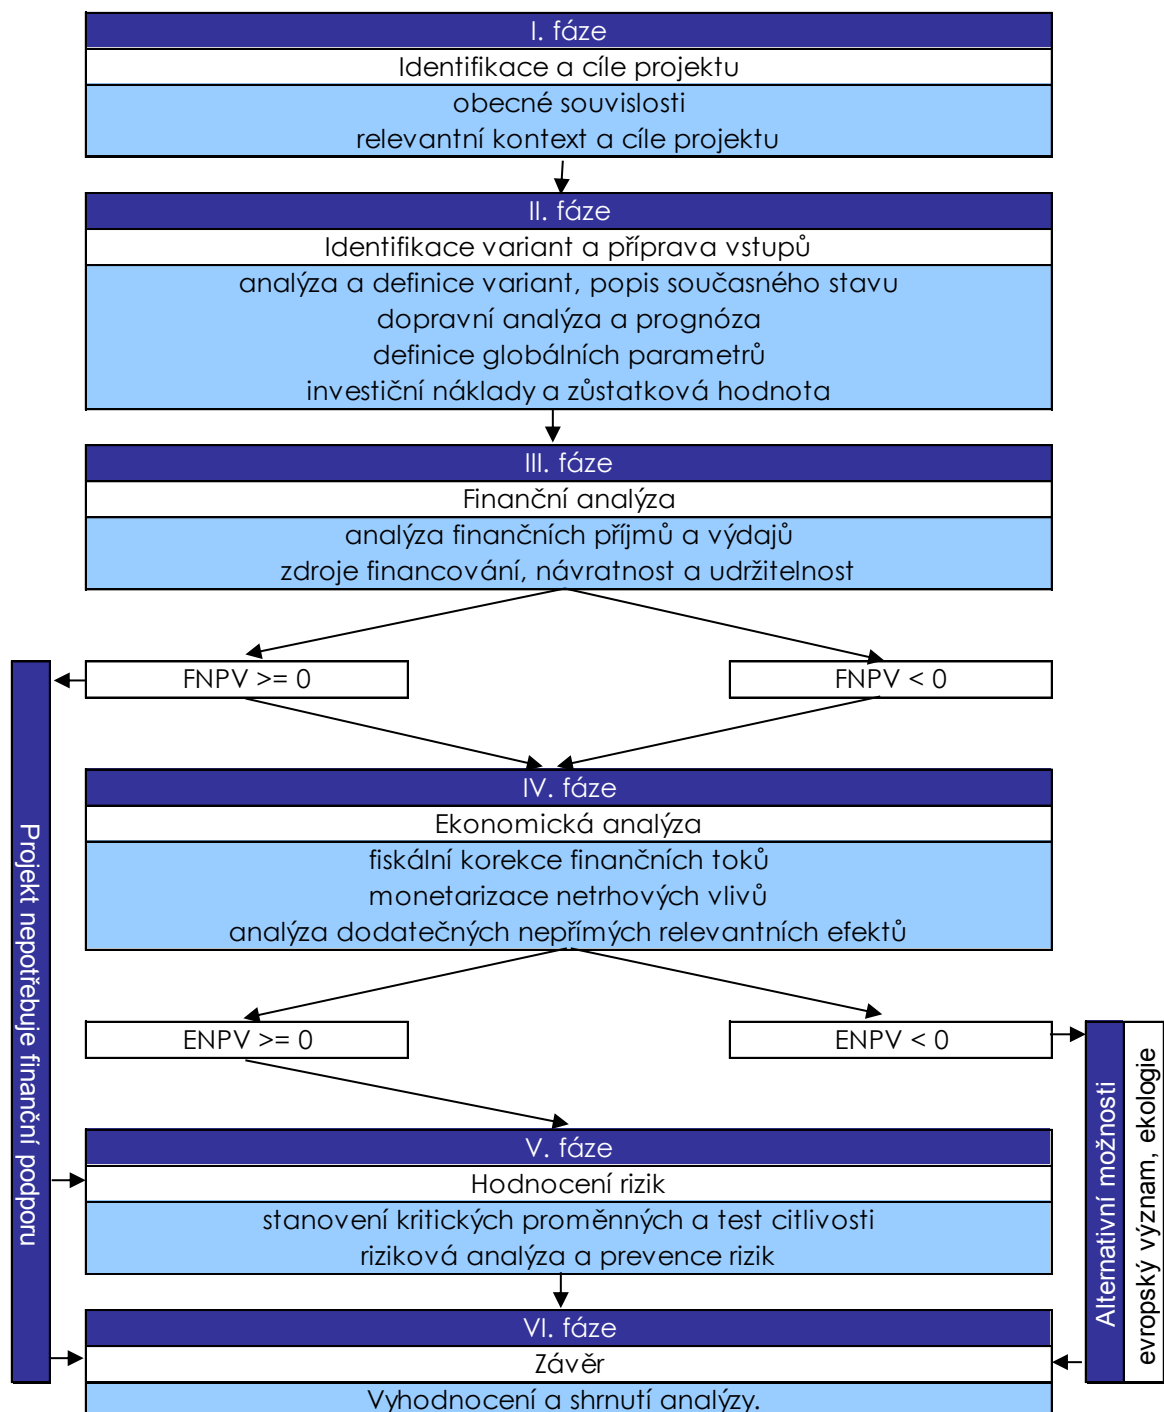 I. fáze
Identifikace a cíle projektu
obecné souvislosti
relevantní kontext a cíle projektu
II. fáze
Identifikace variant a příprava vstupů
analýza a definice variant, popis současného stavu
dopravní analýza a prognóza
definice globálních parametrů
investiční náklady a zůstatková hodnota
III. fáze
Finanční analýza
analýza finančních příjmů a výdajů
zdroje financování, návratnost a udržitelnost
FNPV >= 0
FNPV < 0
Projekt nepotřebuje finanční podporu
IV. fáze
Ekonomická analýza
fiskální korekce finančních toků
monetarizace netrhových vlivů
analýza dodatečných nepřímých relevantních efektů
ENPV >= 0
ENPV < 0
Alternativní možnosti
evropský význam, ekologie
V. fáze
Hodnocení rizik
stanovení kritických proměnných a test citlivosti
riziková analýza a prevence rizik
VI. fáze
Závěr
Vyhodnocení a shrnutí analýzy.